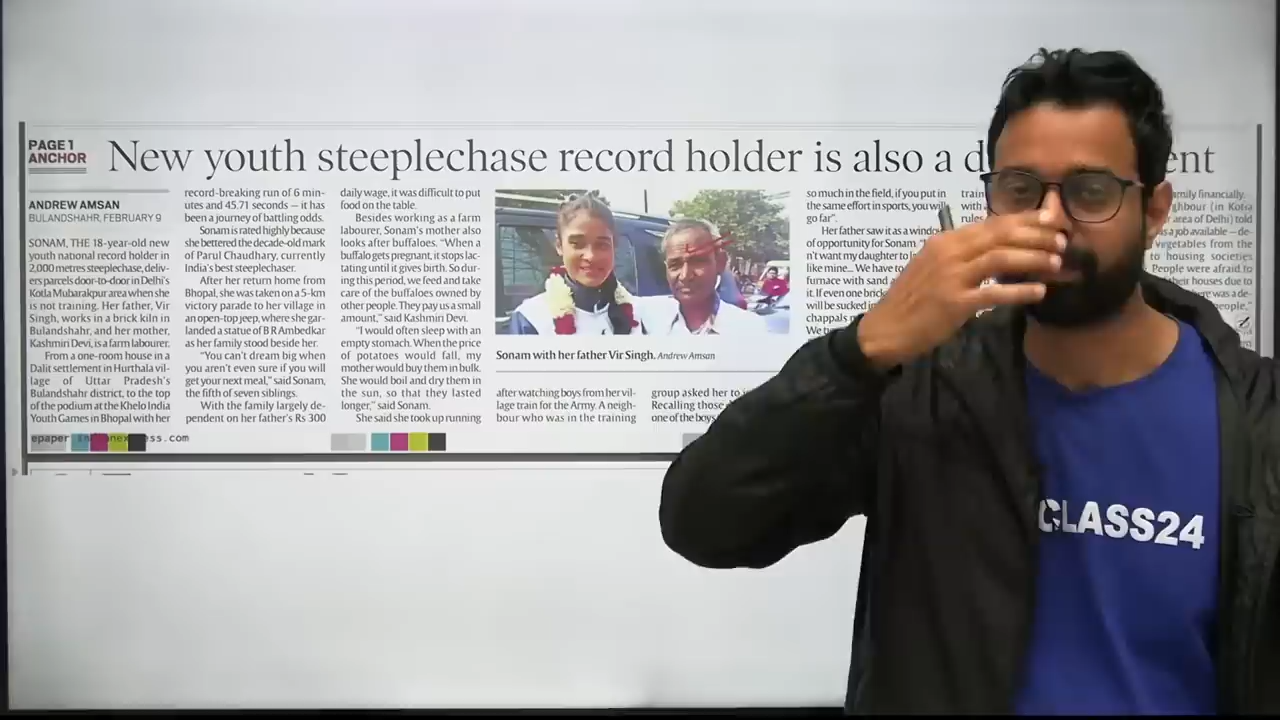 PAGE 1
ANCHOR
New youth steeplechase record holder is also a d
ent
ANDREW AMSAN
BULANDSHAHR, FEBRUARY 9
SONAM, THE 18-year-old new
youth national record holder in
2,000 metres steeplechase, deliv-
ers parcels door-to-door in Delhi's
Kotla Mubarakpur area when she
is not training. Her father, Vir
Singh, works in a brick kiln in
Bulandshahr, and her mother,
Kashmiri Devi, is a farm labourer.
From a one-room house in a
Dalit settlement in Hurthala vil-
lage of Uttar Pradesh's
Bulandshahr district, to the top
of the podium at the Khelo India
Youth Games in Bhopal with her
record-breaking run of 6 min-
utes and 45.71 seconds — it has
been a journey of battling odds.
Sonam is rated highly because
she bettered the decade-old mark
of Parul Chaudhary, currently
India's best steeplechaser.
After her return home from
Bhopal, she was taken on a 5-km
victory parade to her village in
an open-top jeep, where she gar-
landed a statue of B R Ambedkar
as her family stood beside her.
"You can't dream big when
you aren't even sure if you will
get your next meal," said Sonam,
the fifth of seven siblings.
With the family largely de-
pendent on her father's Rs 300
daily wage, it was difficult to put
food on the table.
Besides working as a farm
labourer, Sonam's mother also
looks after buffaloes. "When a
buffalo gets pregnant, it stops lac-
tating until it gives birth. So dur-
ing this period, we feed and take
care of the buffaloes owned by
other people. They pay us a small
amount," said Kashmiri Devi.
"I would often sleep with an
empty stomach. When the price
of potatoes would fall, my
mother would buy them in bulk.
She would boil and dry them in
the sun, so that they lasted
longer," said Sonam.
She said she took up running
Sonam with her father Vir Singh. Andrew Amsan
after watching boys from her vil-
lage train for the Army. A neigh-
bour who was in the training
group asked her to
Recalling those
one of the boys
so much in the field, if you put in
the same effort in sports, you will
go far".
Her father saw it as a window
of opportunity for Sonam.
n't want my daughter to
like mine... We have to
furnace with sand a
it. If even one brick
will be sucked i
chappals
We
train
with
rules
family financially.
ghbour (in Kotla
area of Delhi) told
as a job available — de-
vegetables from the
to housing societies
People were afraid to
their houses due to
ere was a de-
people,"
epaper.indianexpress.com
CLASS24